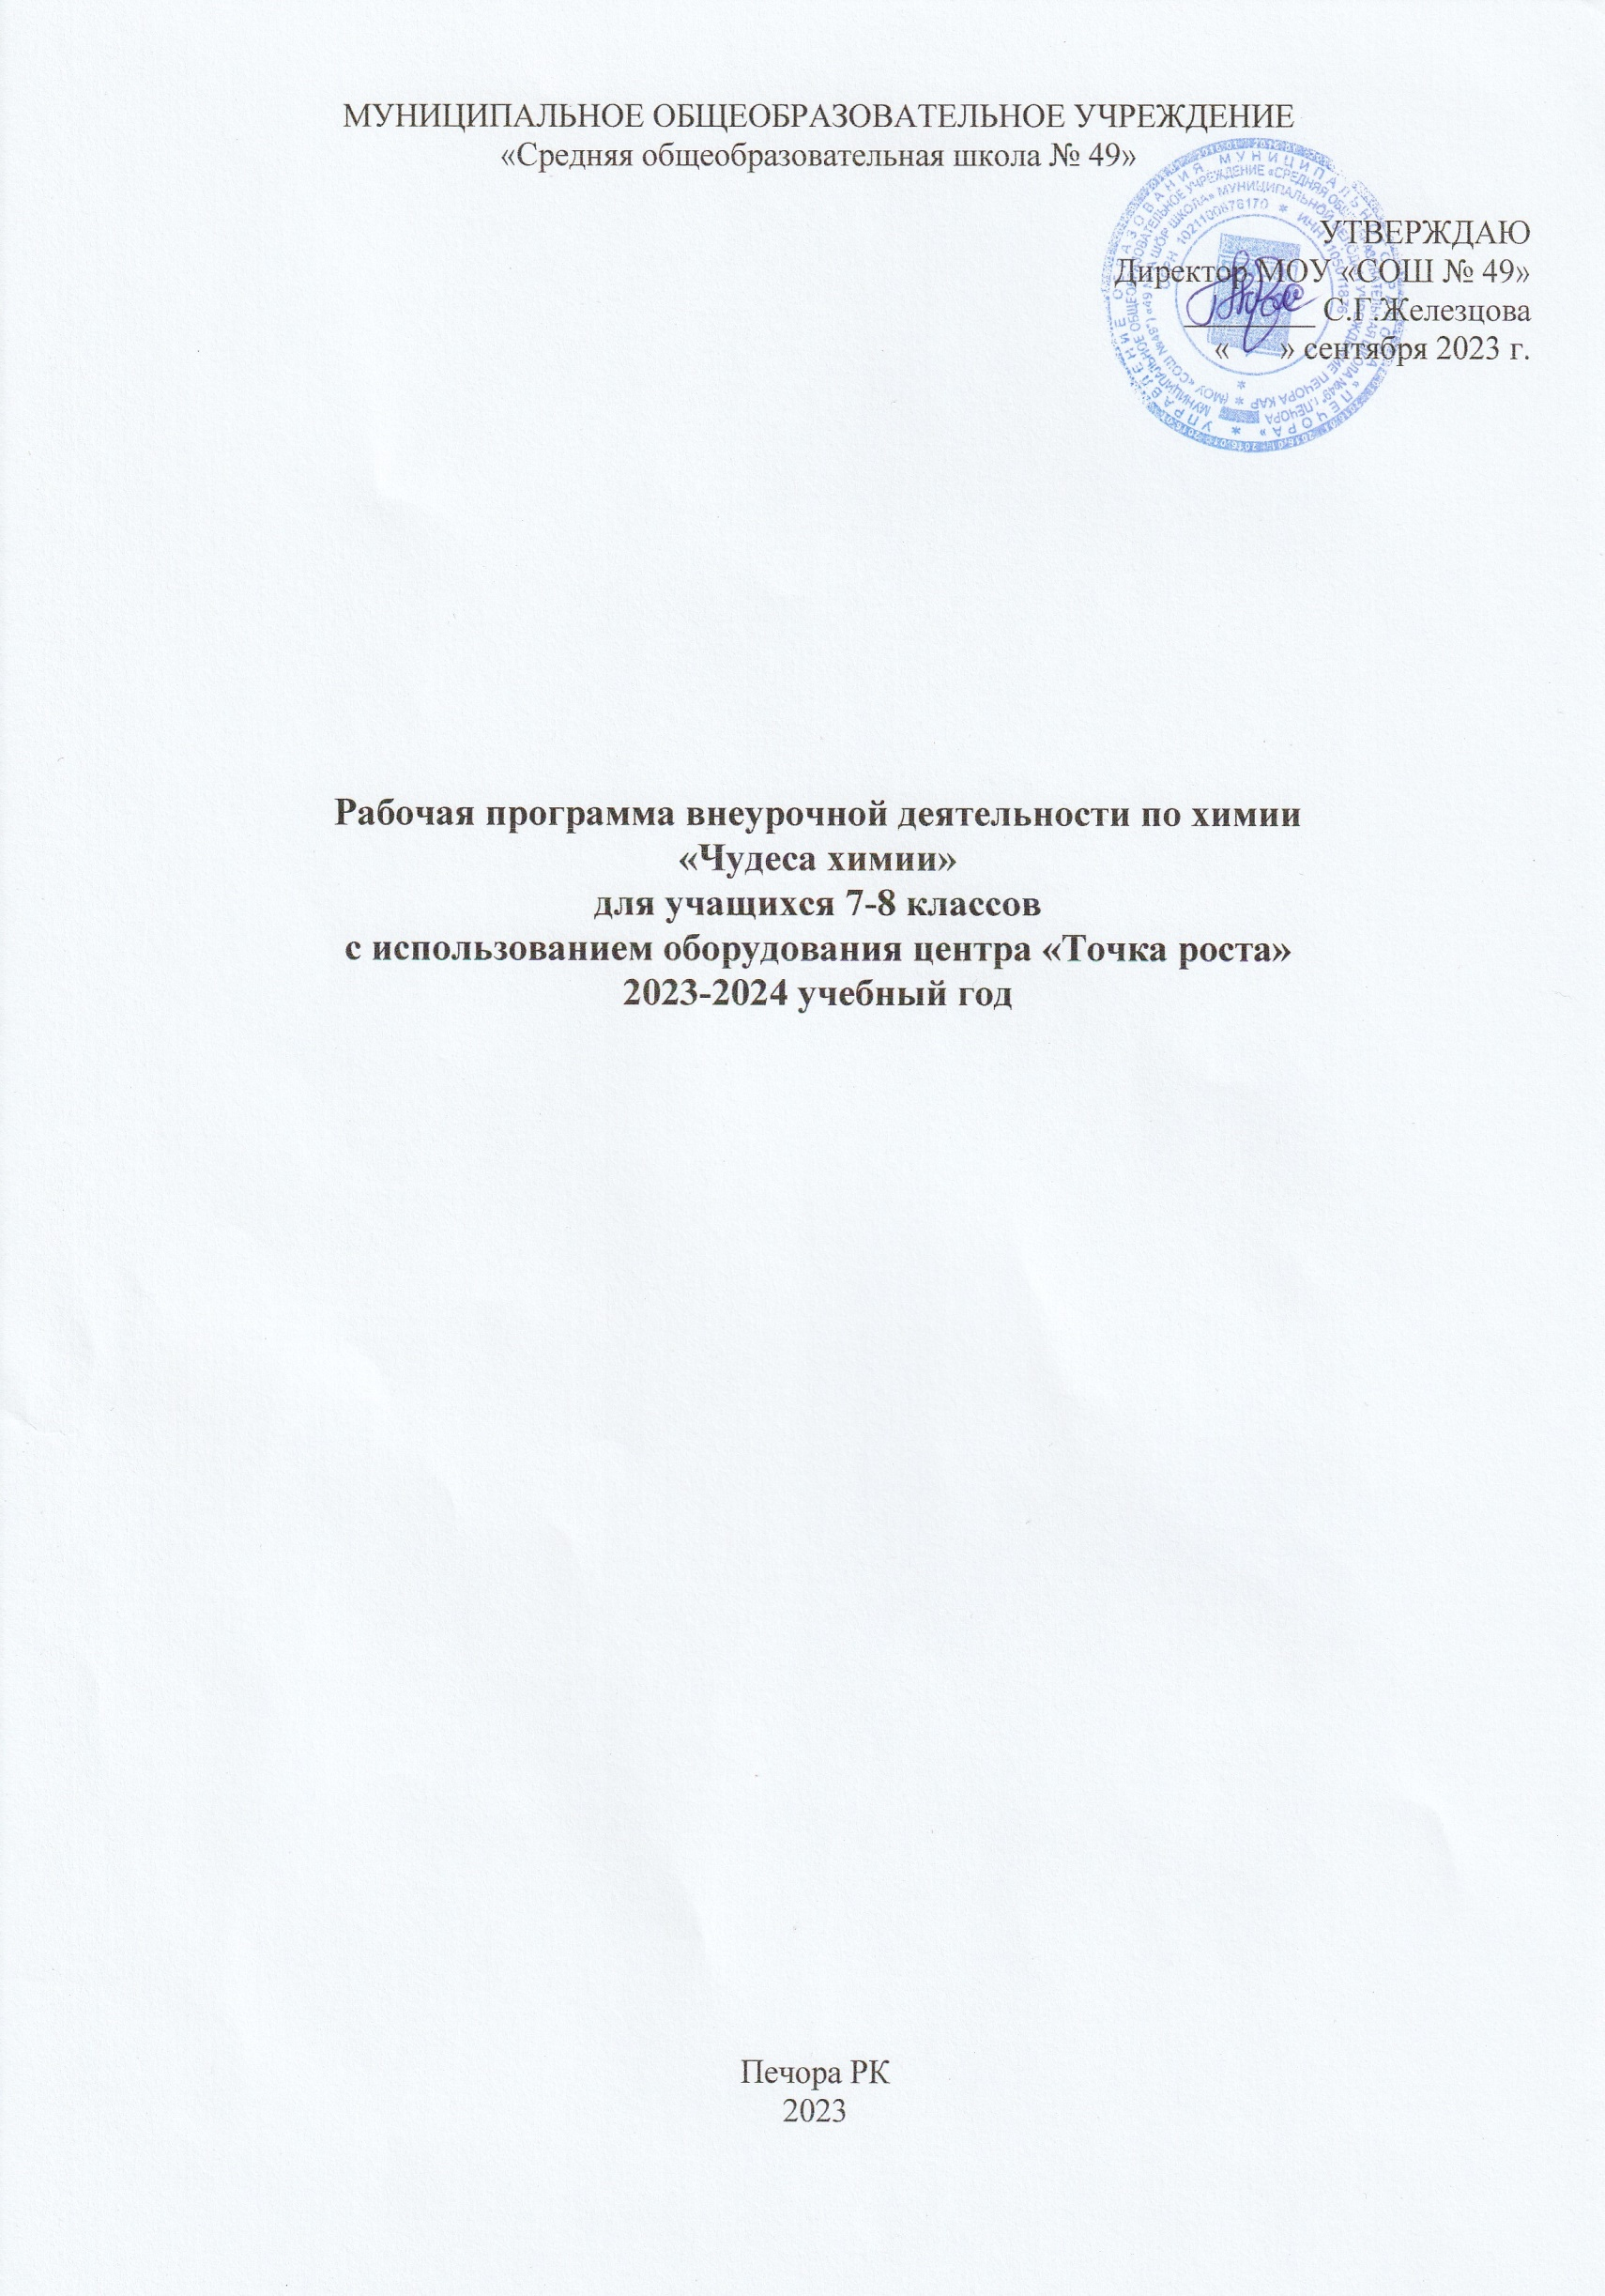 МУНИЦИПАЛЬНОЕ ОБЩЕОБРАЗОВАТЕЛЬНОЕ УЧРЕЖДЕНИЕ
«Средняя общеобразовательная школа № 49»
УТВЕРЖДАЮ
Директор МОУ «СОШ № 49»
__________ С.Г.Железцова
« » сентября 2023 г.
Рабочая программа внеурочной деятельности по химии
«Чудеса химии»
для учащихся 7-8 классов
с использованием оборудования центра «Точка роста»
2023-2024 учебный год
Печора РК
2023